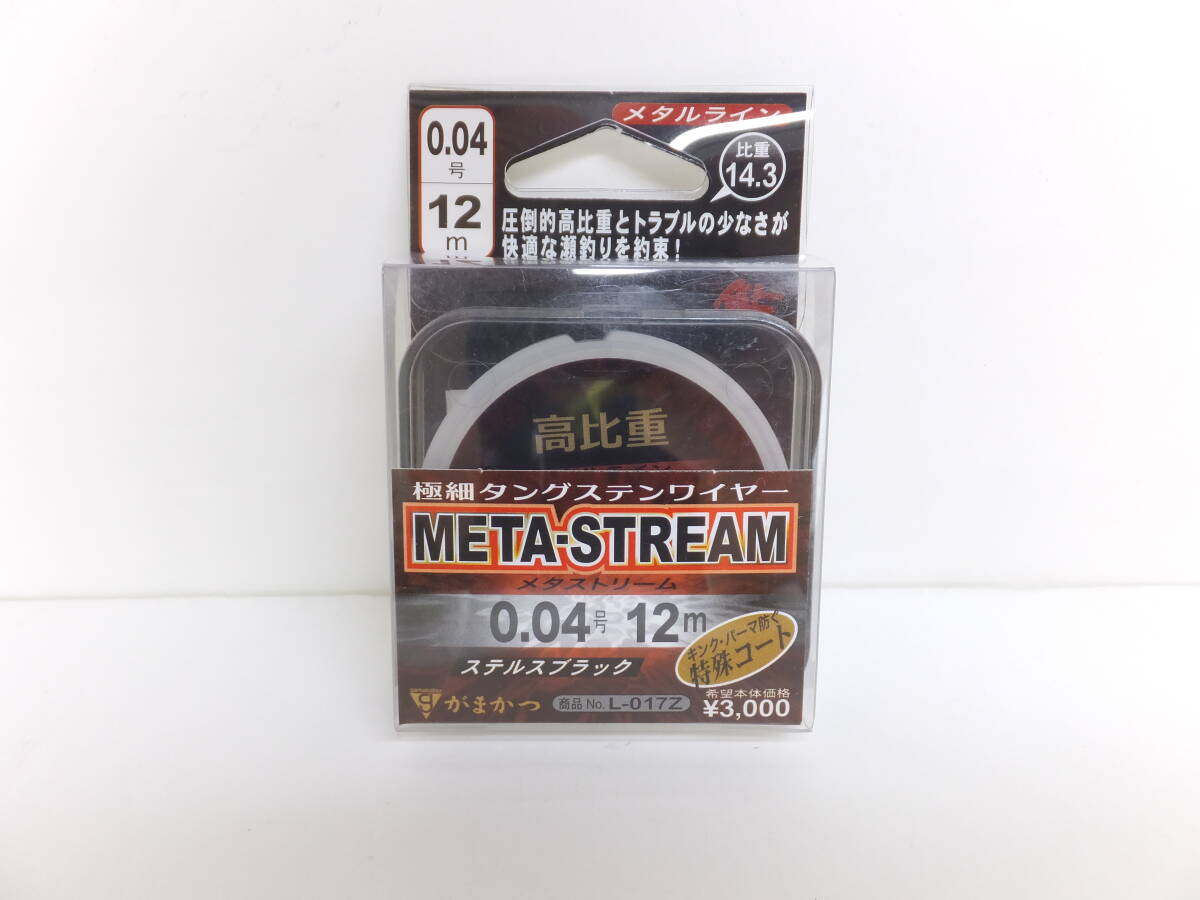 メタルライン
0.04
号
比重
14.3
12
m
圧倒的高比重とトラブルの少なさが
快適な瀬釣りを約束！
高比重
極細タングステンワイヤー
META-STREAM
メタストリーム
0.04号 12m
キンク・パーマ防ぐ
特殊コート
ステルスブラック
がまかつ
商品 No. L-017Z
希望本体価格
¥3,000